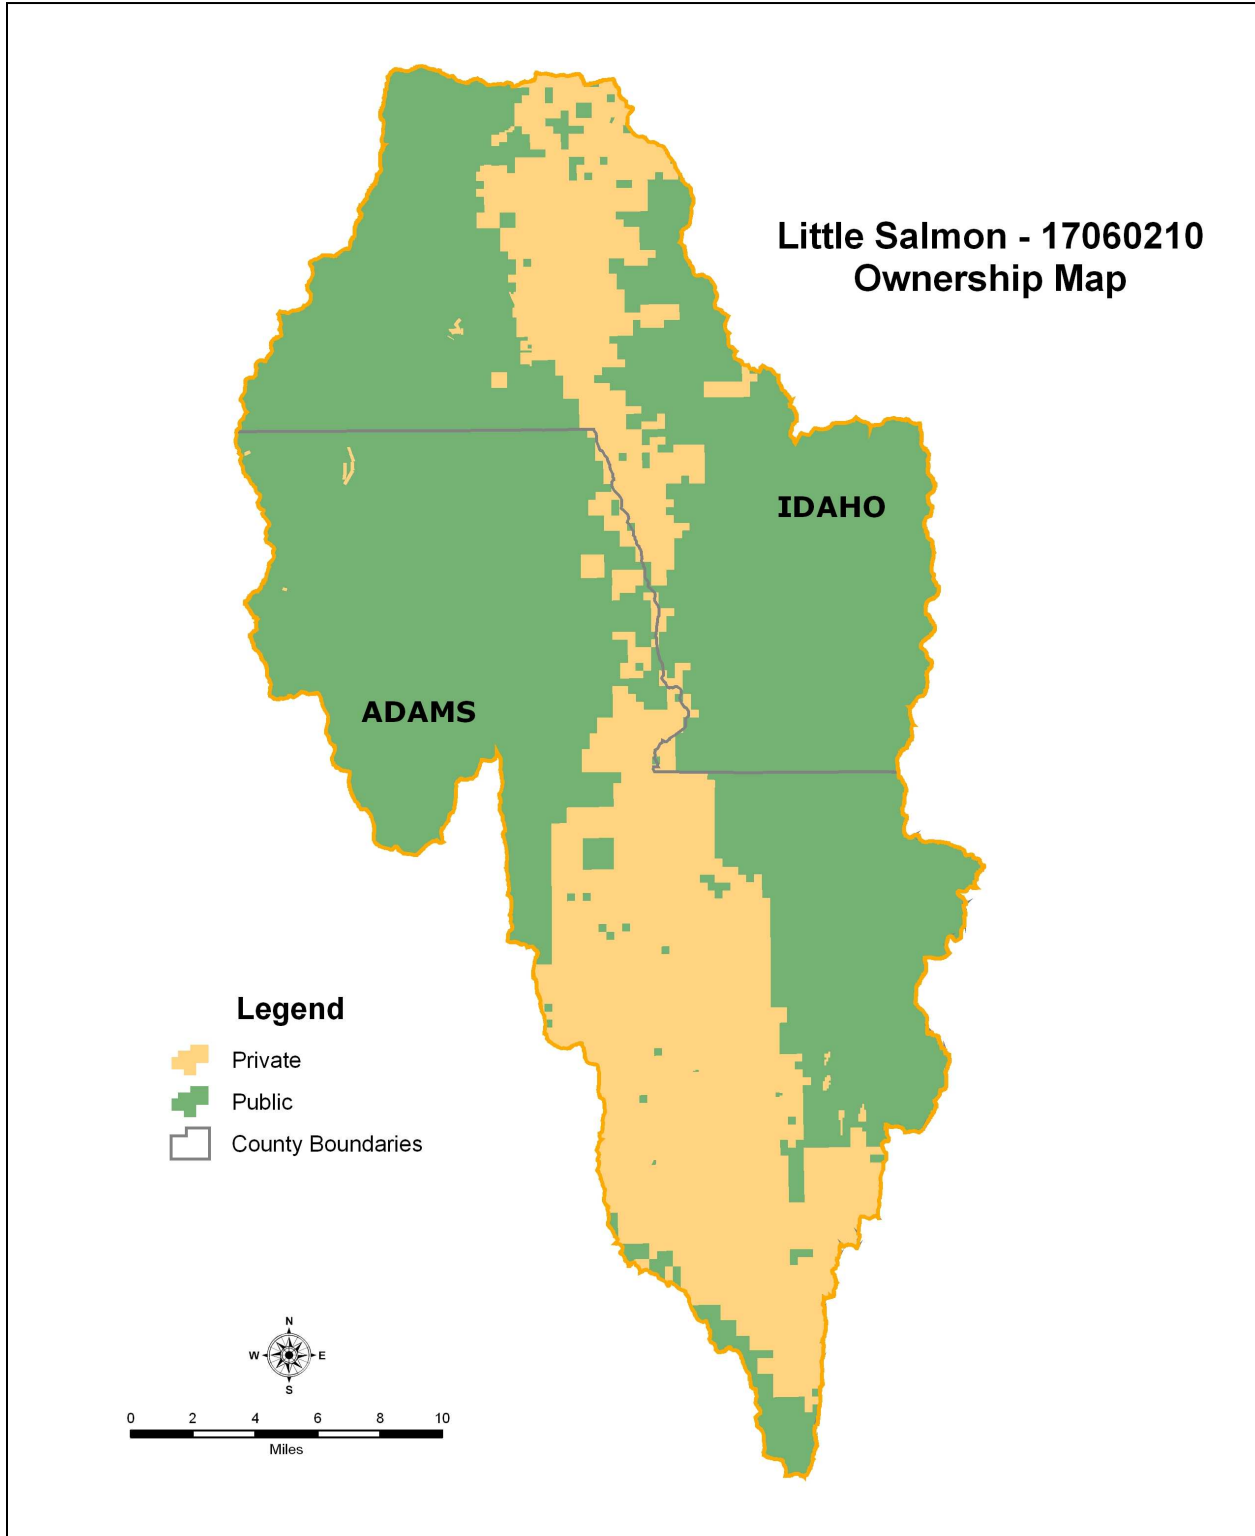 Little Salmon - 17060210
Ownership Map
IDAHO
ADAMS
Legend
Private
Public
County Boundaries
N
W E
S
0 2 4 6 8 10
Miles